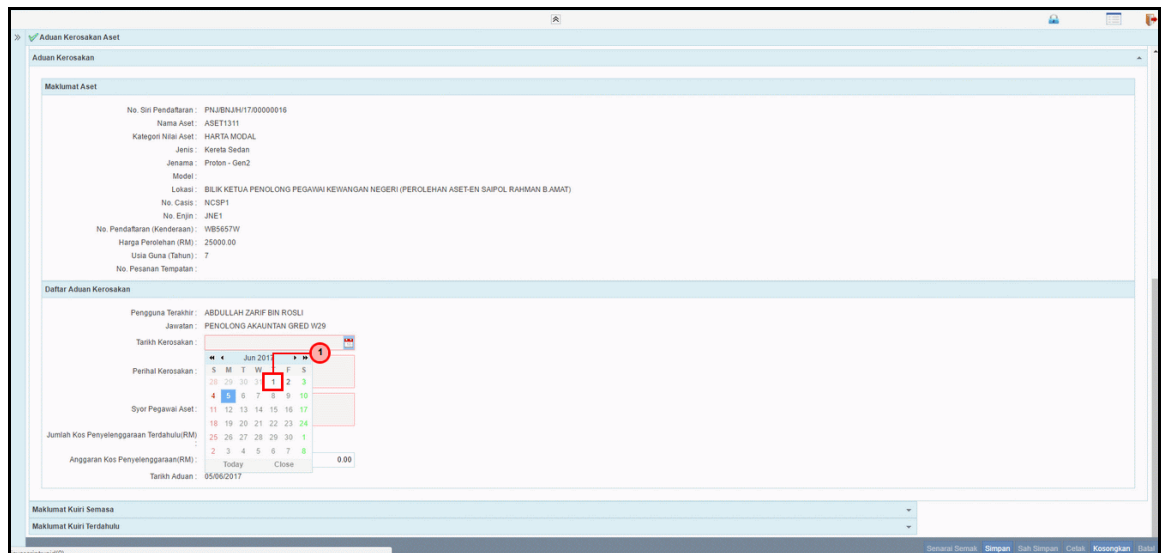 Aduan Kerosakan Aset
Aduan Kerosakan
Maklumat Aset
No. Siri Pendaftaran : PNJ/BNJ/H/17/00000016
Nama Aset : ASET1311
Kategori Nilai Aset : HARTA MODAL
Jenis : Kereta Sedan
Jenama : Proton - Gen2
Model :
Lokasi : BILIK KETUA PENOLONG PEGAWAI KEWANGAN NEGERI (PEROLEHAN ASET-EN SAIPOL RAHMAN B.AMAT)
No. Casis : NCSP1
No. Enjin : JNE1
No. Pendaftaran (Kenderaan) : WB5657W
Harga Perolehan (RM) : 25000.00
Usia Guna (Tahun) : 7
No. Pesanan Tempatan :
Daftar Aduan Kerosakan
Pengguna Terakhir : ABDULLAH ZARIF BIN ROSLI
Jawatan : PENOLONG AKAUNTAN GRED W29
Tarikh Kerosakan :
Jun 2017 1
Perihal Kerosakan :
S M T W T F S
28 29 30 31 1 2 3
4 5 6 7 8 9 10
Syor Pegawai Aset : 11 12 13 14 15 16 17
18 19 20 21 22 23 24
Jumlah Kos Penyelenggaraan Terdahulu(RM) : 25 26 27 28 29 30 1
2 3 4 5 6 7 8
Anggaran Kos Penyelenggaraan(RM) : 0.00
Today Close
Tarikh Aduan : 05/06/2017
Maklumat Kuiri Semasa
Maklumat Kuiri Terdahulu
Senarai Semak Simpan Sah Simpan Cetak Kosongkan Batal